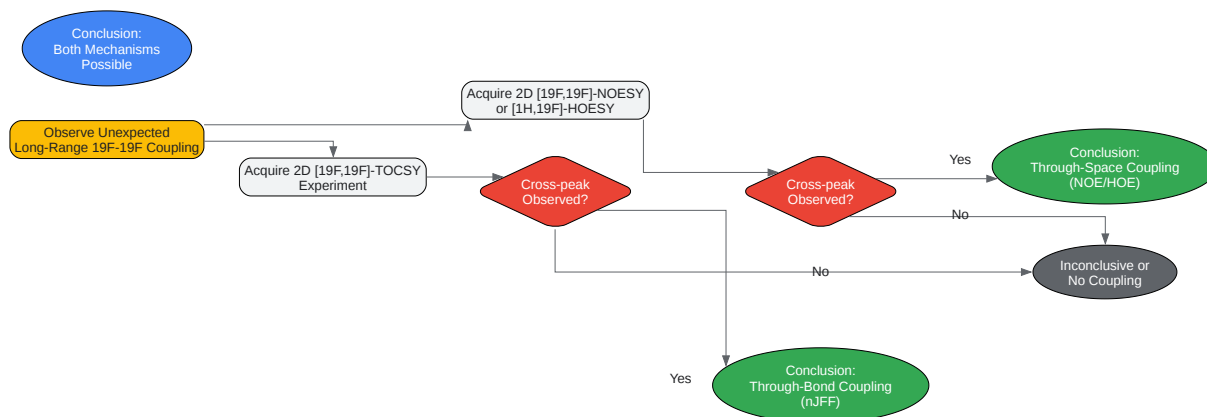 Conclusion:
Both Mechanisms
Possible
Acquire 2D [19F,19F]-NOESY
or [1H,19F]-HOESY
Observe Unexpected
Long-Range 19F-19F Coupling
Acquire 2D [19F,19F]-TOCSY
Experiment
Cross-peak
Observed?
Cross-peak
Observed?
Yes
Conclusion:
Through-Space Coupling
(NOE/HOE)
No
No
Inconclusive or
No Coupling
Yes
Conclusion:
Through-Bond Coupling
(nJFF)